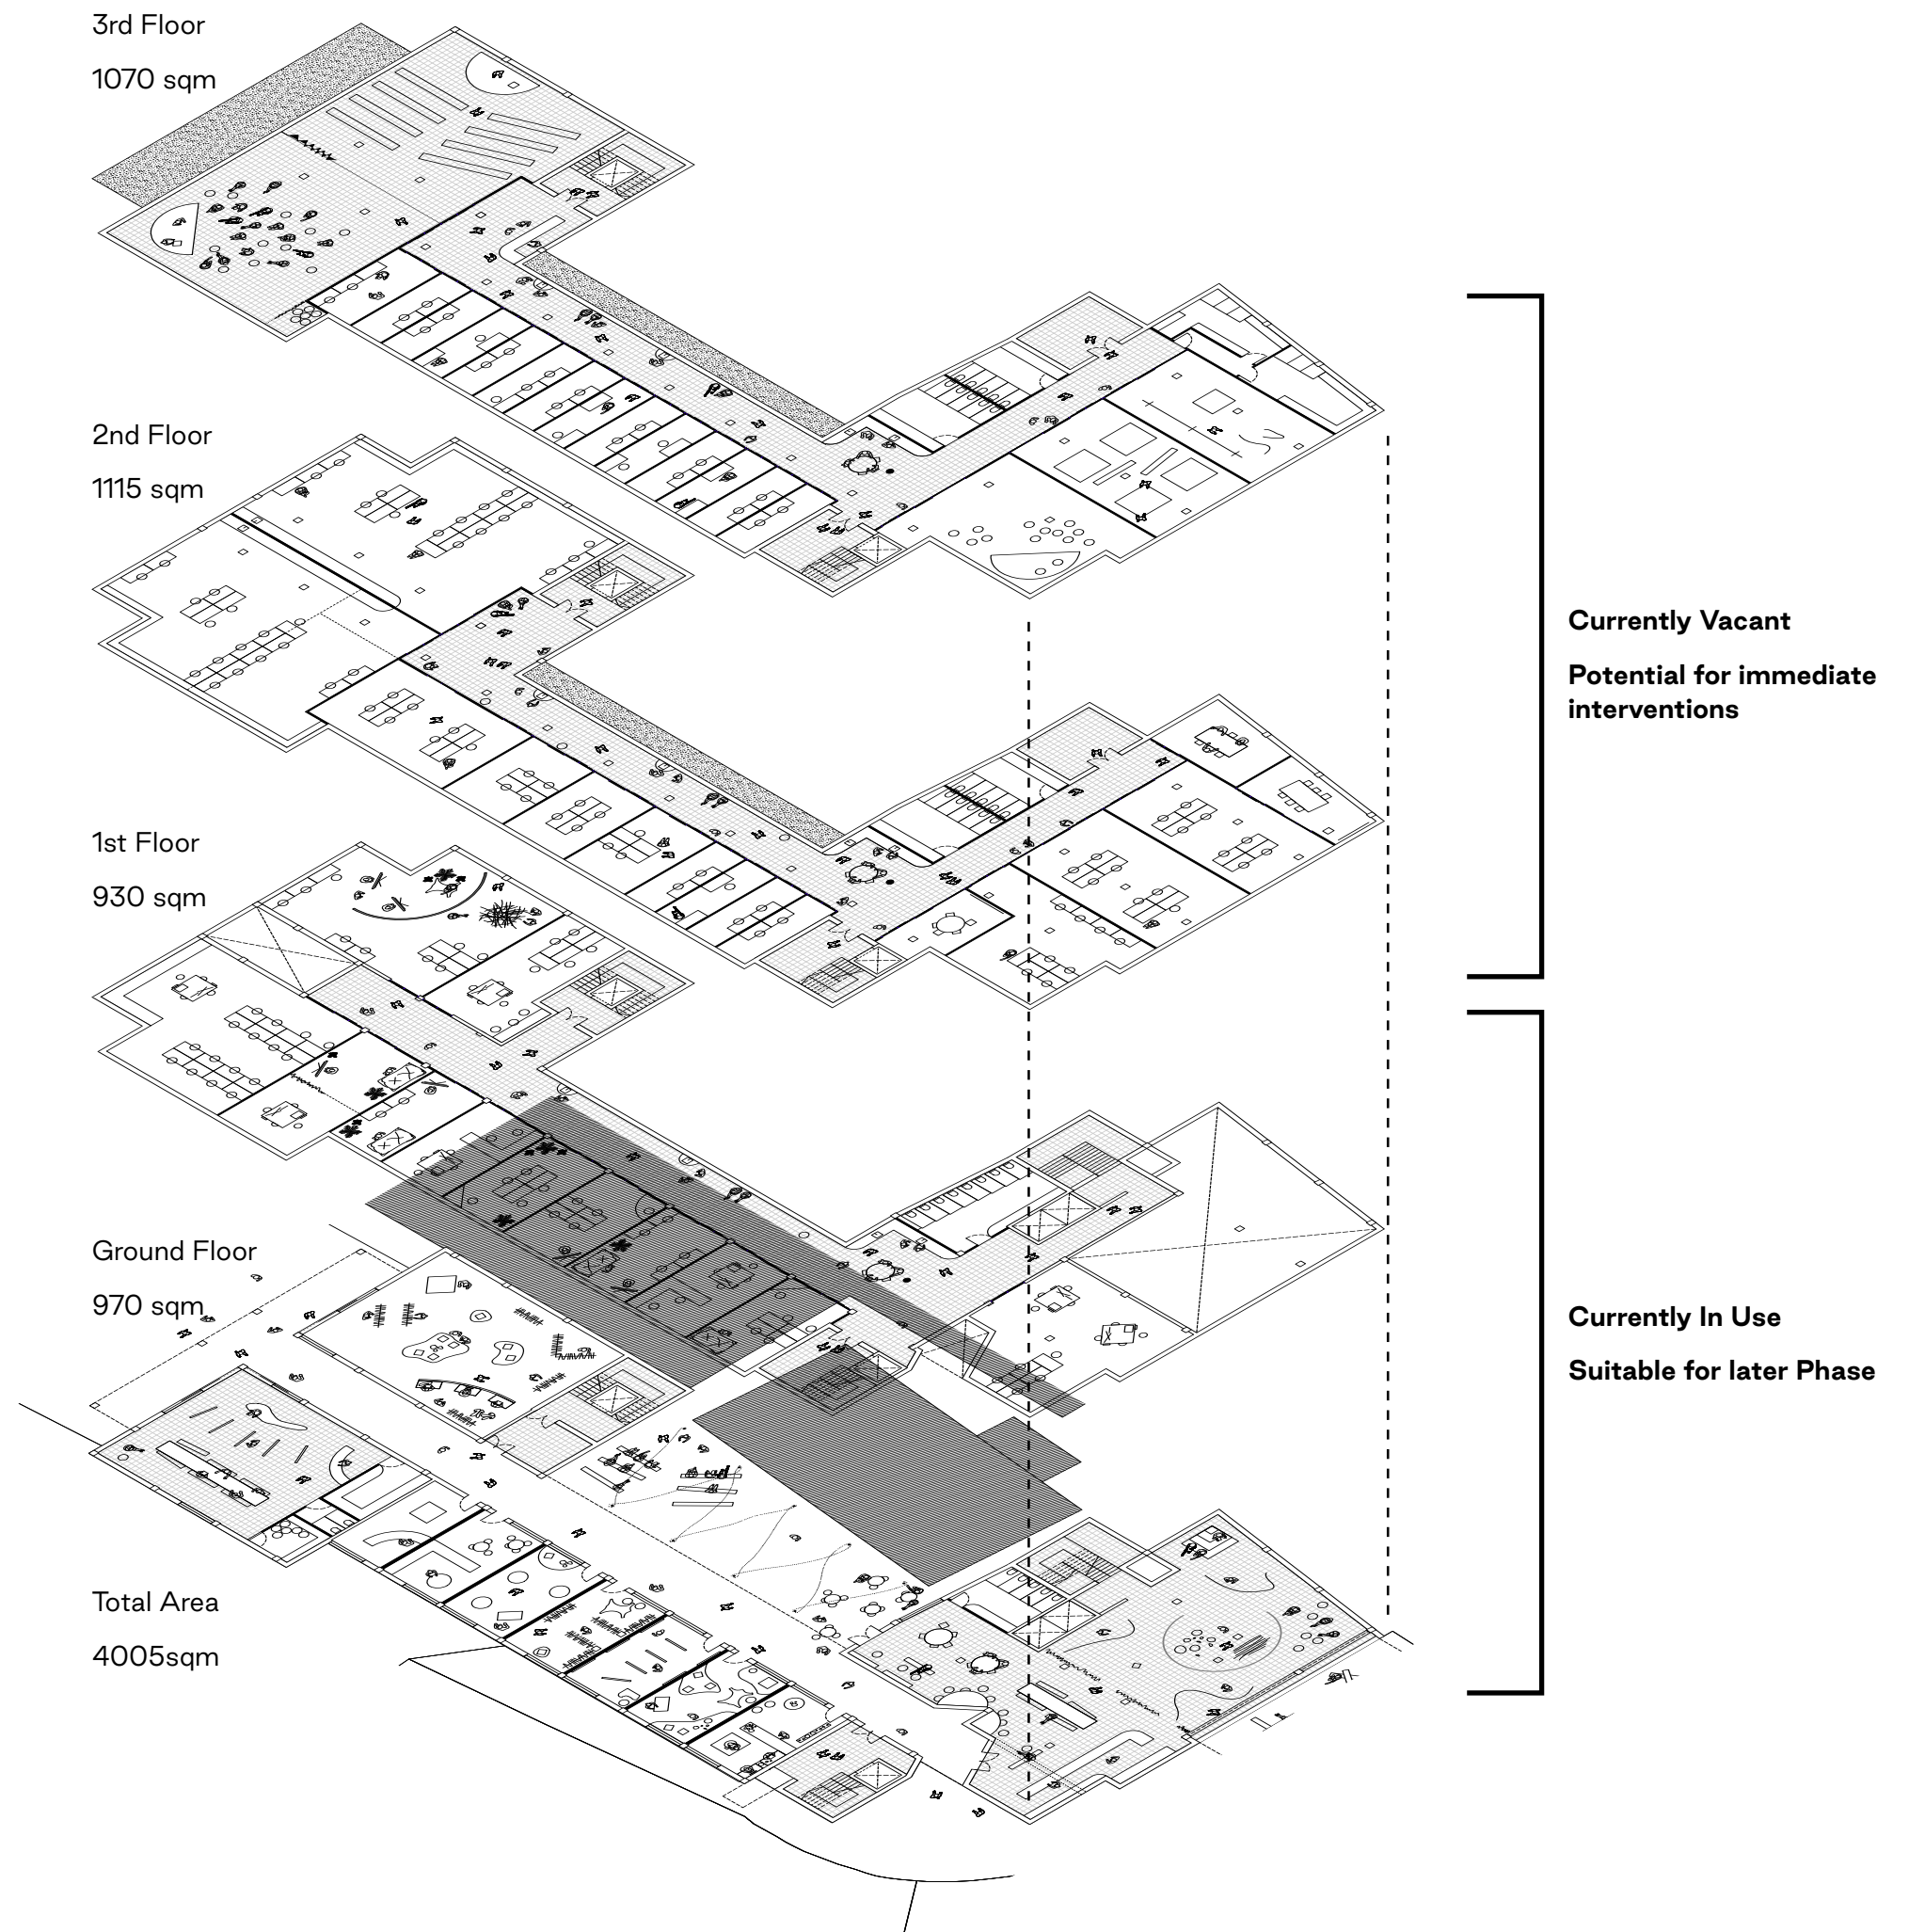 3rd Floor
1070 sqm
2nd Floor
1115 sqm
1st Floor
930 sqm
Ground Floor
970 sqm
Total Area
4005sqm
Currently Vacant
Potential for immediate
interventions
Currently In Use
Suitable for later Phase